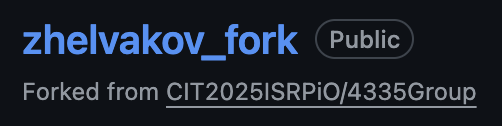 zhelvakov_fork Public
Forked from CIT2025ISRPiO/4335Group